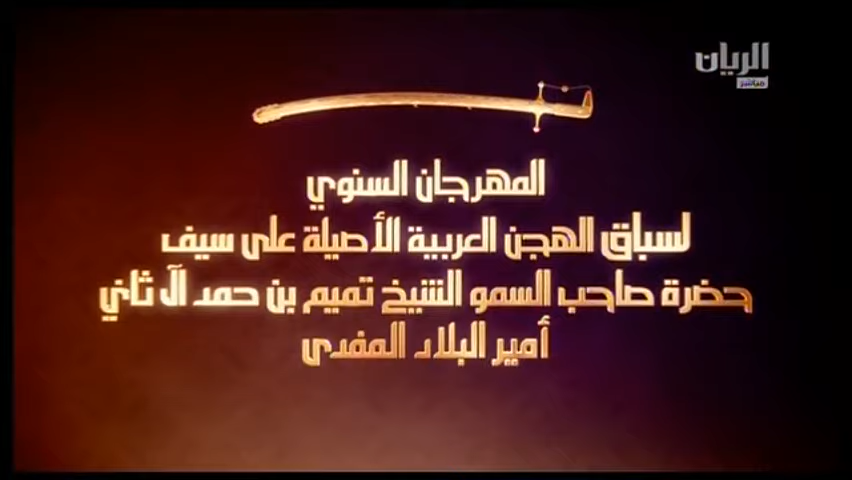 الريان
مباشر
المهرجان السنوي
لسباق الهجن العربية الأصيلة على سيف
حضرة صاحب السمو الشيخ تميم بن حمد آل ثاني
أمير البلاد المفدى